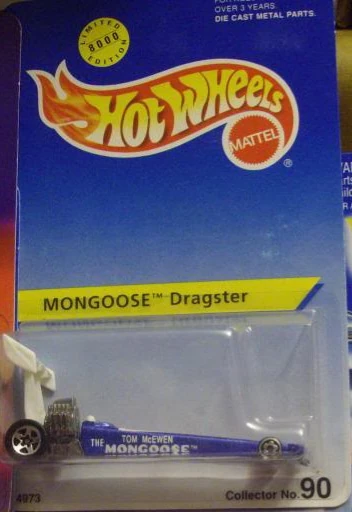 OVER 3 YEARS.
DIE CAST METAL PARTS.
LIMITED
8000
EDITION
HOT WHEELS
MATTEL
®
MONGOOSE™ Dragster
THE TOM McEWEN
MONGOOSE™
4973
Collector No. 90